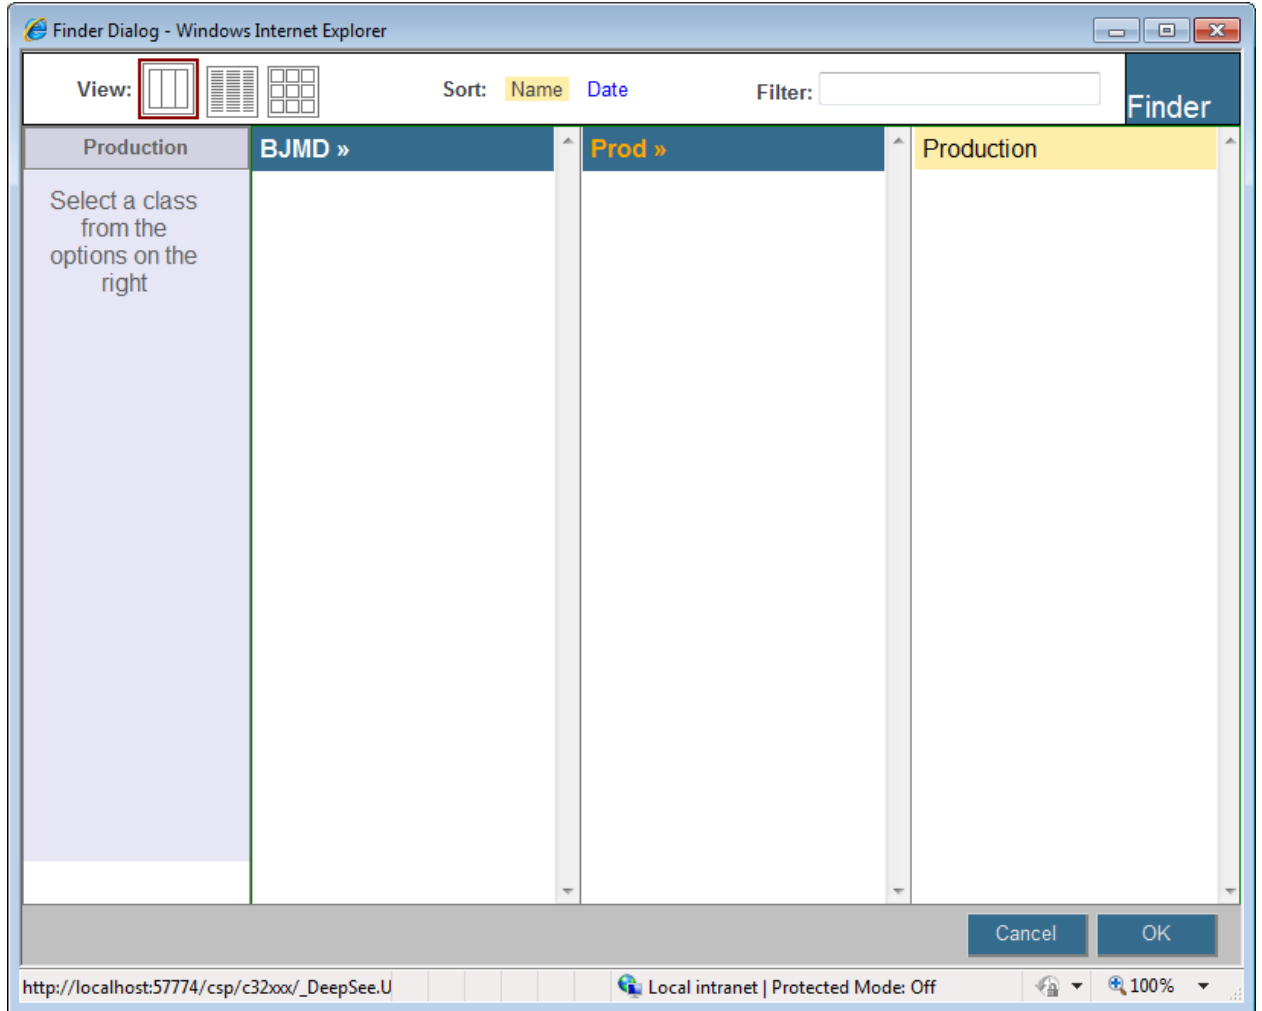 Finder Dialog - Windows Internet Explorer
View:
Sort: Name Date
Filter:
Finder
Production
Select a class
from the
options on the
right
BJMD »
Prod »
Production
Cancel
OK
http://localhost:57774/csp/c32xxx/_DeepSee.U
Local intranet | Protected Mode: Off
100%